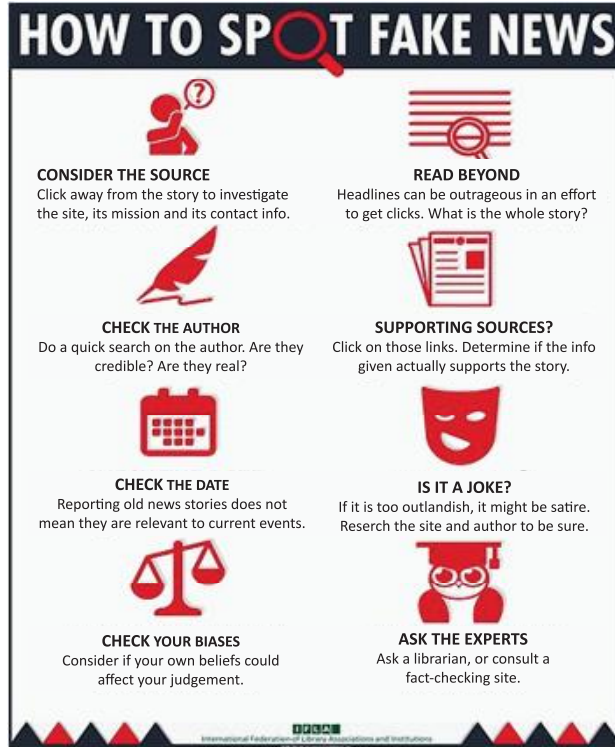 HOW TO SPOT FAKE NEWS
?
CONSIDER THE SOURCE
Click away from the story to investigate
the site, its mission and its contact info.
READ BEYOND
Headlines can be outrageous in an effort
to get clicks. What is the whole story?
CHECK THE AUTHOR
Do a quick search on the author. Are they
credible? Are they real?
SUPPORTING SOURCES?
Click on those links. Determine if the info
given actually supports the story.
CHECK THE DATE
Reporting old news stories does not
mean they are relevant to current events.
IS IT A JOKE?
If it is too outlandish, it might be satire.
Reserch the site and author to be sure.
CHECK YOUR BIASES
Consider if your own beliefs could
affect your judgement.
ASK THE EXPERTS
Ask a librarian, or consult a
fact-checking site.
IFLA
International Federation of Library Associations and Institutions